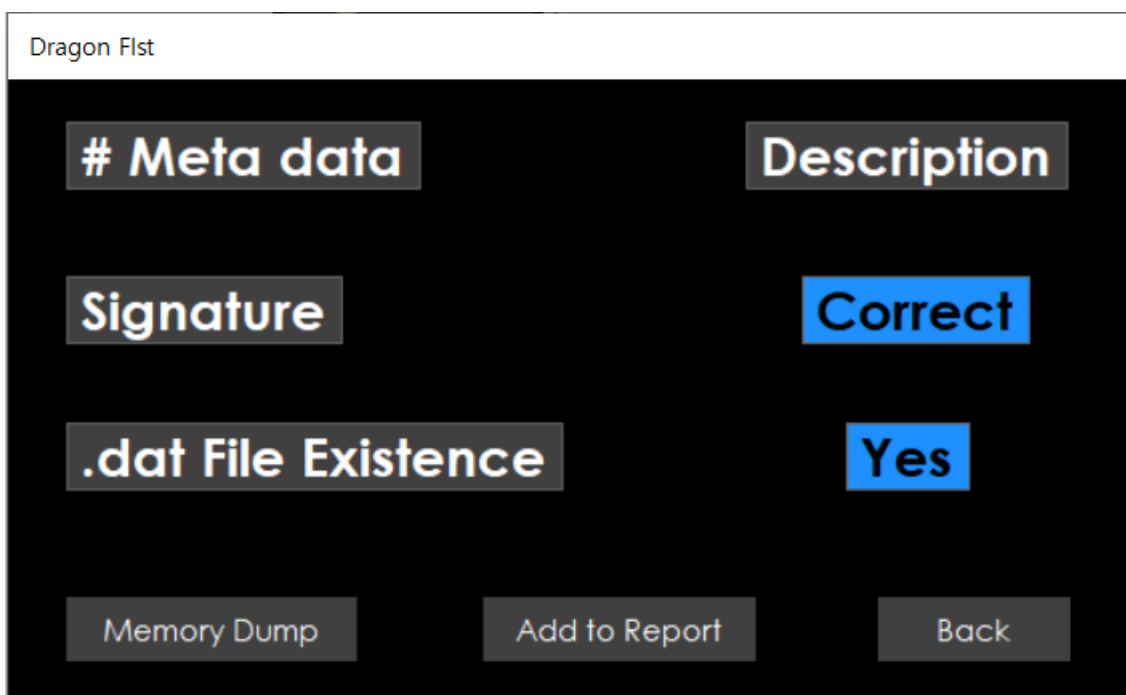 Dragon FIst
# Meta data Description
Signature Correct
.dat File Existence Yes
Memory Dump Add to Report Back